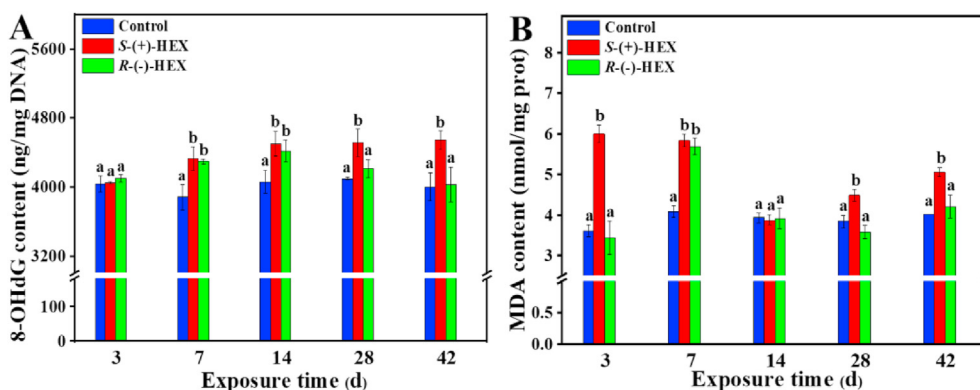 A
Control
S-(+)-HEX
R-(-)-HEX
8-OHdG content (ng/mg DNA)
5600
4800
4000
3200
100
0
a a a
a b b
a b b
a b a
a b a
3 7 14 28 42
Exposure time (d)
B
Control
S-(+)-HEX
R-(-)-HEX
MDA content (nmol/mg prot)
8
7
6
5
4
3
0.5
0.0
a b a
a b b
a a a
a b a
a b a
3 7 14 28 42
Exposure time (d)